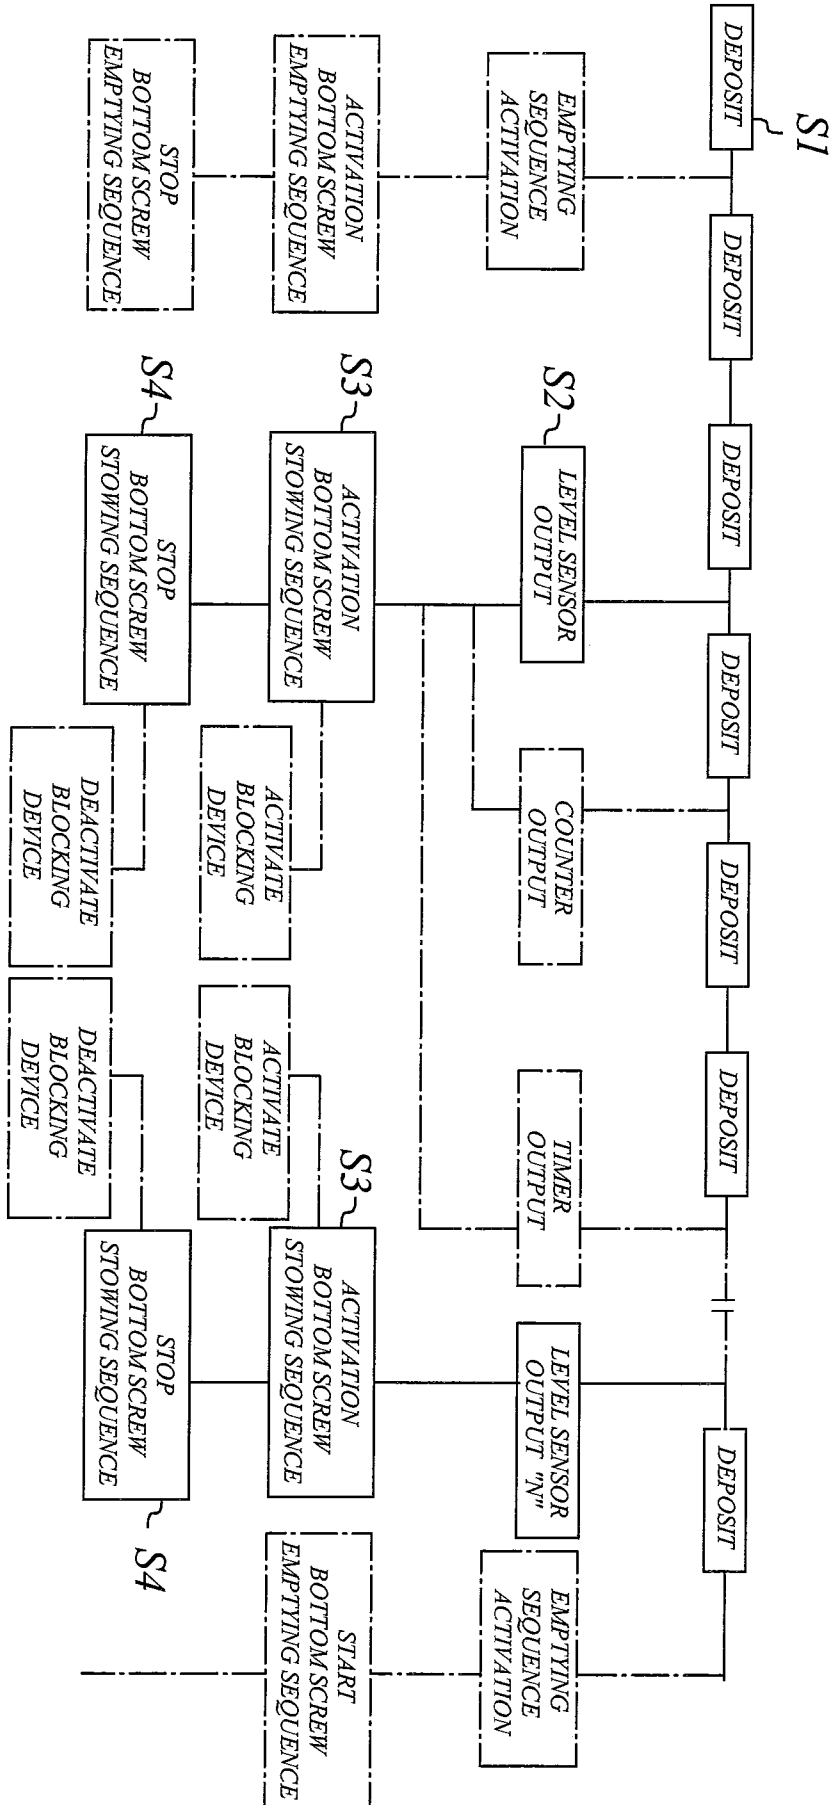 S1
DEPOSIT
DEPOSIT
DEPOSIT
DEPOSIT
DEPOSIT
DEPOSIT
DEPOSIT
EMPTYING
SEQUENCE
ACTIVATION
S2
LEVEL SENSOR
OUTPUT
COUNTER
OUTPUT
TIMER
OUTPUT
LEVEL SENSOR
OUTPUT "N"
EMPTYING
SEQUENCE
ACTIVATION
ACTIVATION
BOTTOM SCREW
EMPTYING SEQUENCE
S3
ACTIVATION
BOTTOM SCREW
STOWING SEQUENCE
ACTIVATE
BLOCKING
DEVICE
ACTIVATE
BLOCKING
DEVICE
S3
ACTIVATION
BOTTOM SCREW
STOWING SEQUENCE
START
BOTTOM SCREW
EMPTYING SEQUENCE
STOP
BOTTOM SCREW
EMPTYING SEQUENCE
S4
STOP
BOTTOM SCREW
STOWING SEQUENCE
DEACTIVATE
BLOCKING
DEVICE
DEACTIVATE
BLOCKING
DEVICE
STOP
BOTTOM SCREW
STOWING SEQUENCE
S4